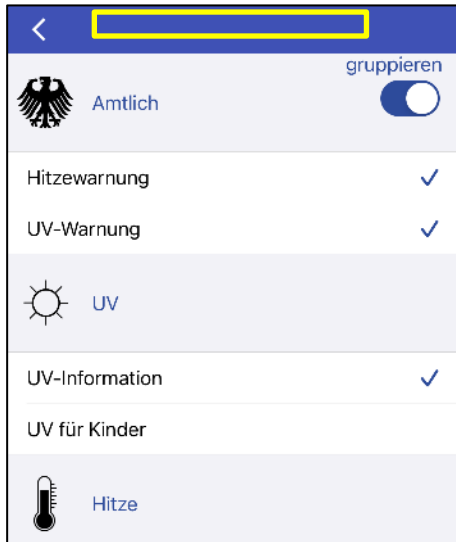 gruppieren
Amtlich
Hitzewarnung
UV-Warnung
UV
UV-Information
UV für Kinder
Hitze